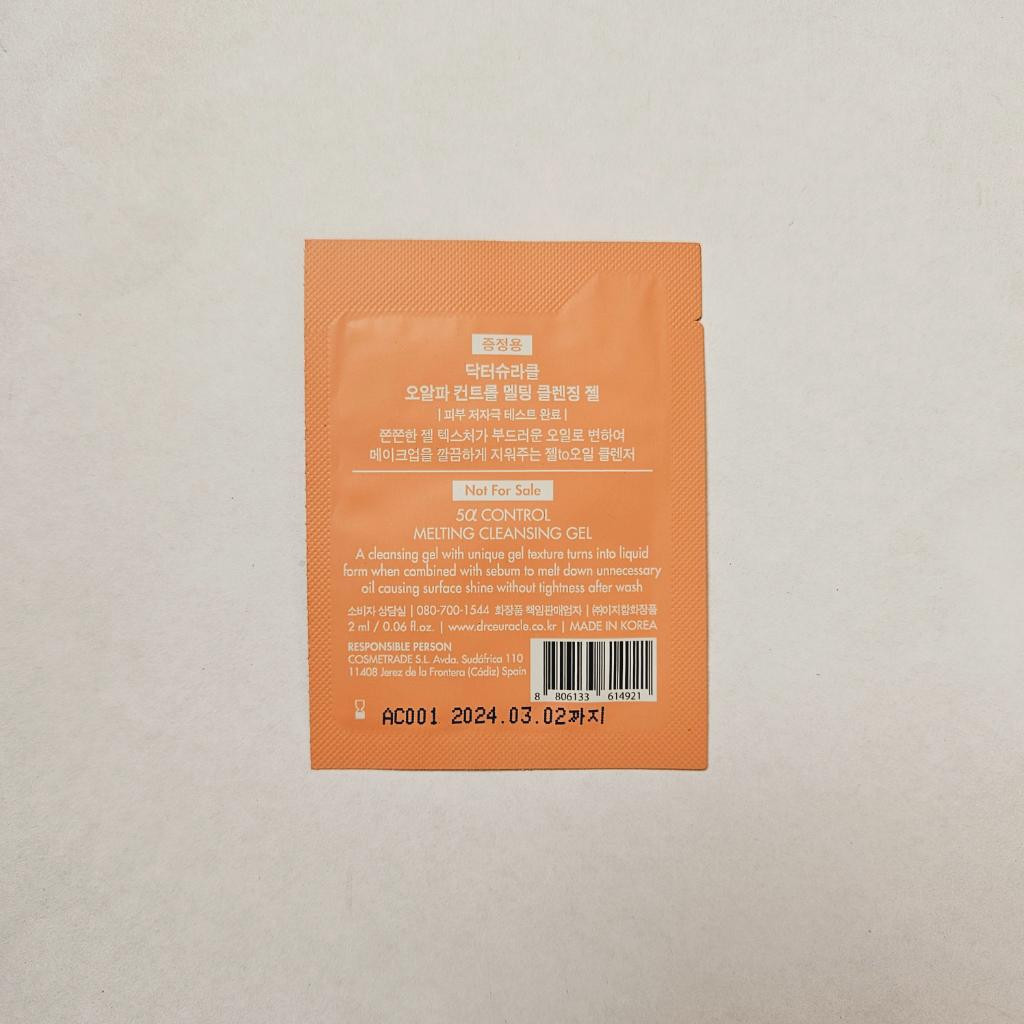 증정용
닥터슈라클
오알파 컨트롤 멜팅 클렌징 젤
| 피부 저자극 테스트 완료 |
쫀쫀한 젤 텍스처가 부드러운 오일로 변하여
메이크업을 깔끔하게 지워주는 젤to오일 클렌저
Not For Sale
5α CONTROL
MELTING CLEANSING GEL
A cleansing gel with unique gel texture turns into liquid
form when combined with sebum to melt down unnecessary
oil causing surface shine without tightness after wash
소비자 상담실 | 080-700-1544 화장품 책임판매업자 | ㈜이지함화장품
2 ml / 0.06 fl.oz. | www.drceuracle.co.kr | MADE IN KOREA
RESPONSIBLE PERSON
COSMETRADE S.L. Avda. Sudáfrica 110
11408 Jerez de la Frontera (Cádiz) Spain
8 806133 614921
AC001 2024.03.02까지